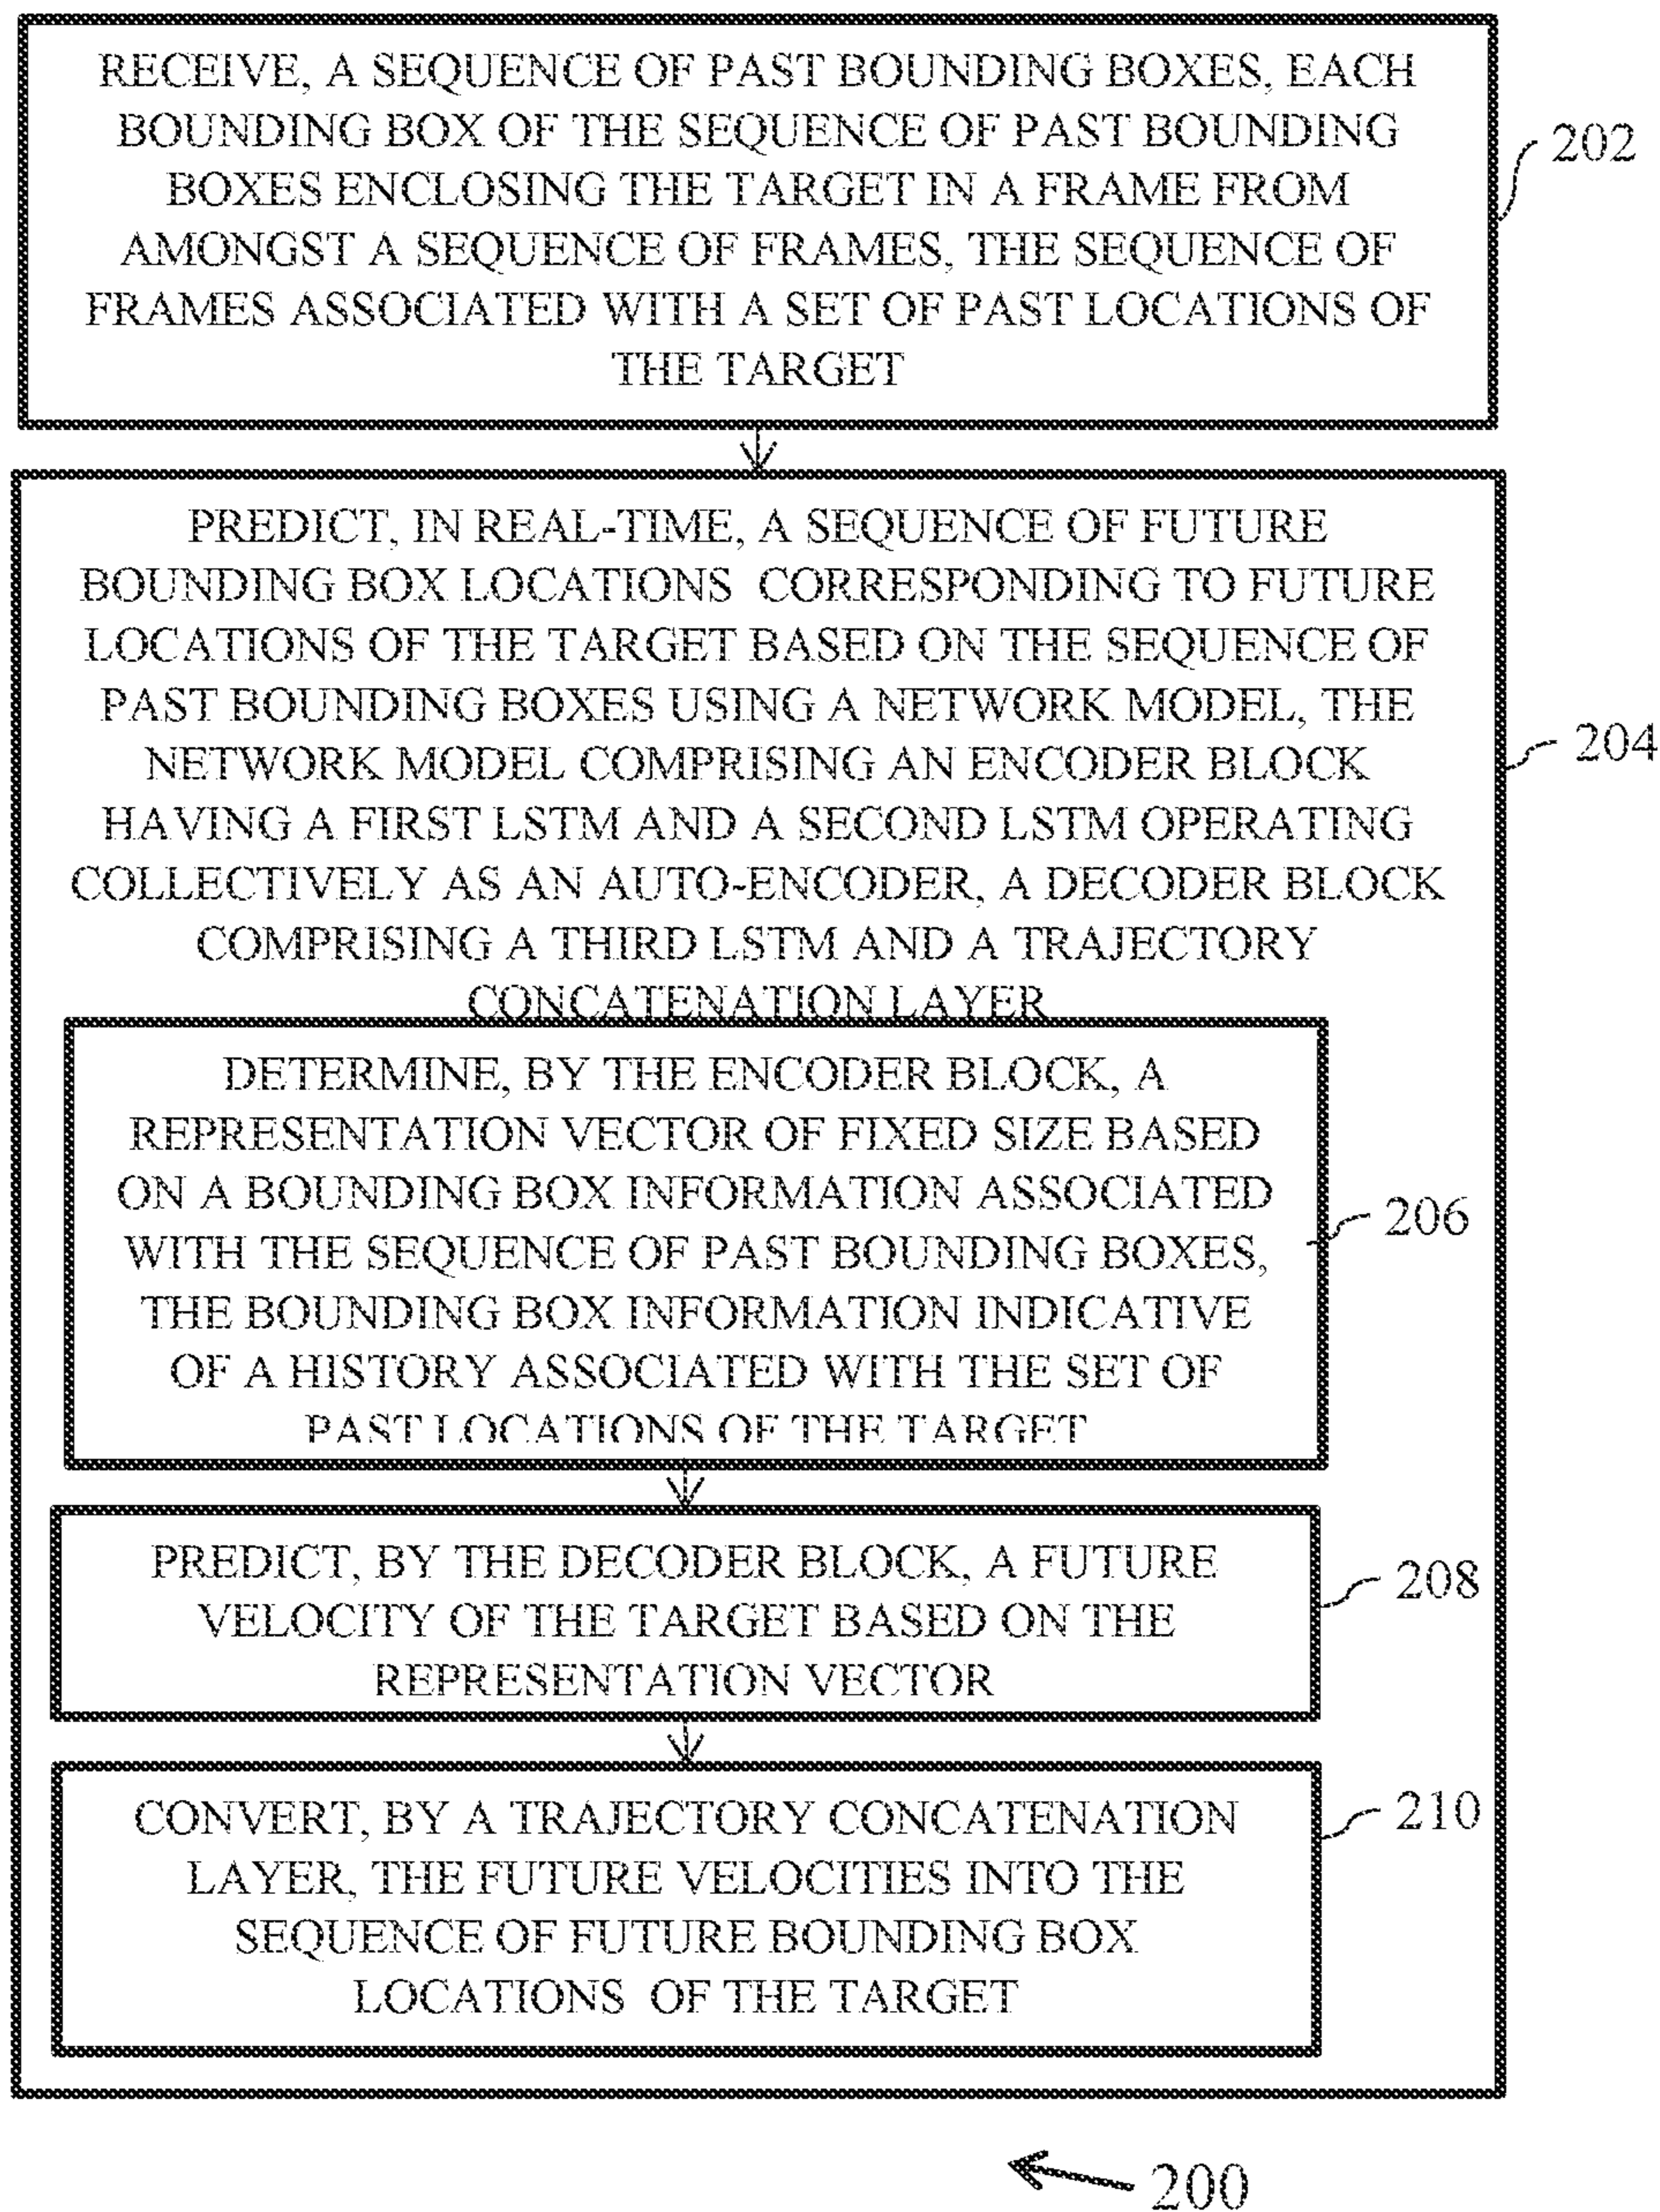 RECEIVE, A SEQUENCE OF PAST BOUNDING BOXES, EACH
BOUNDING BOX OF THE SEQUENCE OF PAST BOUNDING
BOXES ENCLOSING THE TARGET IN A FRAME FROM
AMONGST A SEQUENCE OF FRAMES, THE SEQUENCE OF
FRAMES ASSOCIATED WITH A SET OF PAST LOCATIONS OF
THE TARGET
202
PREDICT, IN REAL-TIME, A SEQUENCE OF FUTURE
BOUNDING BOX LOCATIONS CORRESPONDING TO FUTURE
LOCATIONS OF THE TARGET BASED ON THE SEQUENCE OF
PAST BOUNDING BOXES USING A NETWORK MODEL, THE
NETWORK MODEL COMPRISING AN ENCODER BLOCK
HAVING A FIRST LSTM AND A SECOND LSTM OPERATING
COLLECTIVELY AS AN AUTO-ENCODER, A DECODER BLOCK
COMPRISING A THIRD LSTM AND A TRAJECTORY
CONCATENATION LAYER
204
DETERMINE, BY THE ENCODER BLOCK, A
REPRESENTATION VECTOR OF FIXED SIZE BASED
ON A BOUNDING BOX INFORMATION ASSOCIATED
WITH THE SEQUENCE OF PAST BOUNDING BOXES,
THE BOUNDING BOX INFORMATION INDICATIVE
OF A HISTORY ASSOCIATED WITH THE SET OF
PAST LOCATIONS OF THE TARGET
206
PREDICT, BY THE DECODER BLOCK, A FUTURE
VELOCITY OF THE TARGET BASED ON THE
REPRESENTATION VECTOR
208
CONVERT, BY A TRAJECTORY CONCATENATION
LAYER, THE FUTURE VELOCITIES INTO THE
SEQUENCE OF FUTURE BOUNDING BOX
LOCATIONS OF THE TARGET
210
200